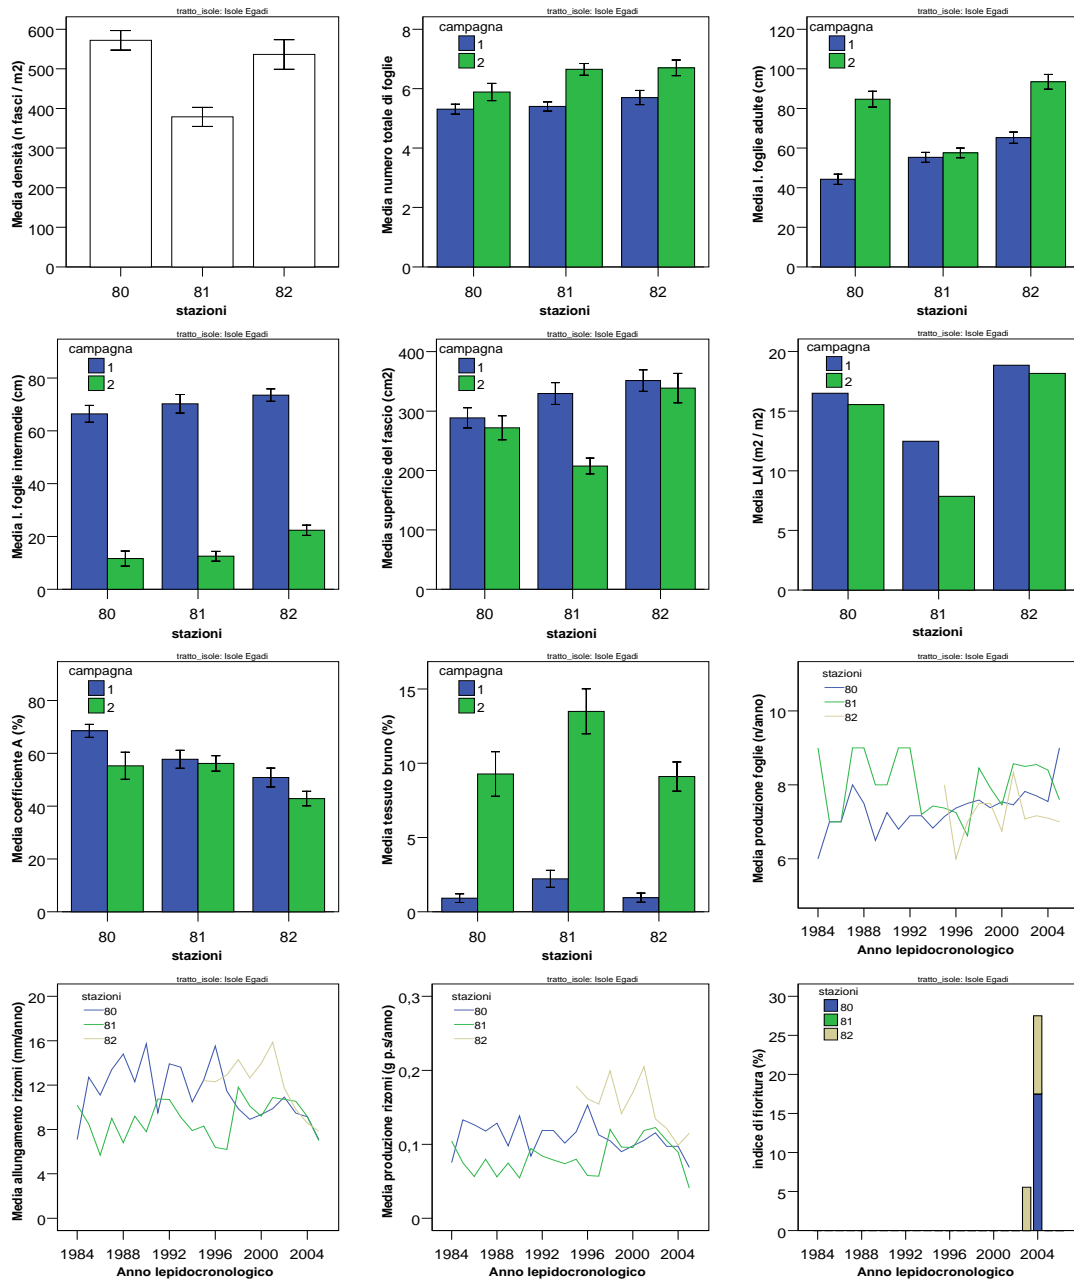 tratto_isole: Isole Egadi
Media densità (n fasci / m2)
600
500
400
300
200
100
0
80 81 82
stazioni
tratto_isole: Isole Egadi
campagna
1
2
Media numero totale di foglie
8
6
4
2
0
80 81 82
stazioni
tratto_isole: Isole Egadi
campagna
1
2
Media l. foglie adulte (cm)
120
100
80
60
40
20
0
80 81 82
stazioni
tratto_isole: Isole Egadi
campagna
1
2
Media l. foglie intermedie (cm)
80
60
40
20
0
80 81 82
stazioni
tratto_isole: Isole Egadi
campagna
1
2
Media superficie del fascio (cm2)
400
300
200
100
0
80 81 82
stazioni
tratto_isole: Isole Egadi
campagna
1
2
Media LAI (m2 / m2)
20
15
10
5
0
80 81 82
stazioni
tratto_isole: Isole Egadi
campagna
1
2
Media coefficiente A (%)
80
60
40
20
0
80 81 82
stazioni
tratto_isole: Isole Egadi
campagna
1
2
Media tessuto bruno (%)
15
10
5
0
80 81 82
stazioni
tratto_isole: Isole Egadi
stazioni
80
81
82
Media produzione foglie (n/anno)
10
8
6
1984 1988 1992 1996 2000 2004
Anno lepidocronologico
tratto_isole: Isole Egadi
stazioni
80
81
82
Media allungamento rizomi (mm/anno)
20
16
12
8
4
0
1984 1988 1992 1996 2000 2004
Anno lepidocronologico
tratto_isole: Isole Egadi
stazioni
80
81
82
Media produzione rizomi (g p.s/anno)
0,3
0,2
0,1
0,0
1984 1988 1992 1996 2000 2004
Anno lepidocronologico
tratto_isole: Isole Egadi
stazioni
80
81
82
indice di fioritura (%)
30
25
20
15
10
5
0
1984 1988 1992 1996 2000 2004
Anno lepidocronologico